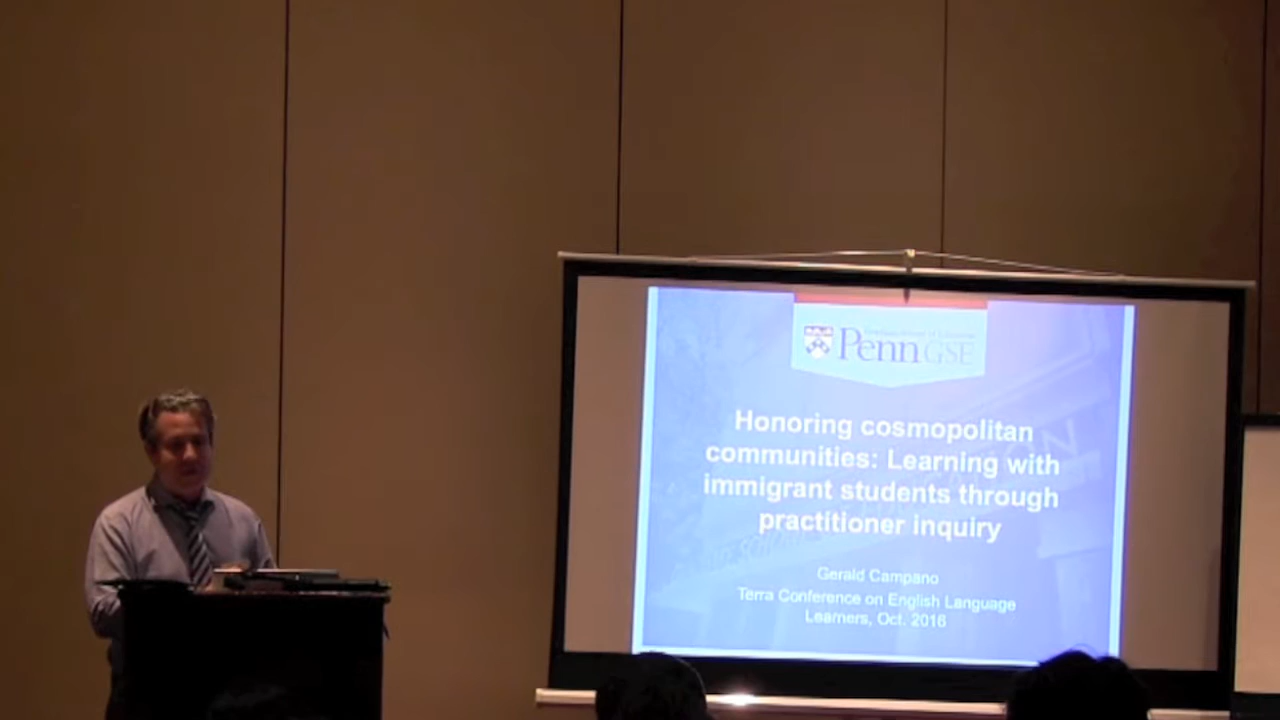 Penn GSE
Honoring cosmopolitan
communities: Learning with
immigrant students through
practitioner inquiry
Gerald Campano
Terra Conference on English Language
Learners, Oct. 2016